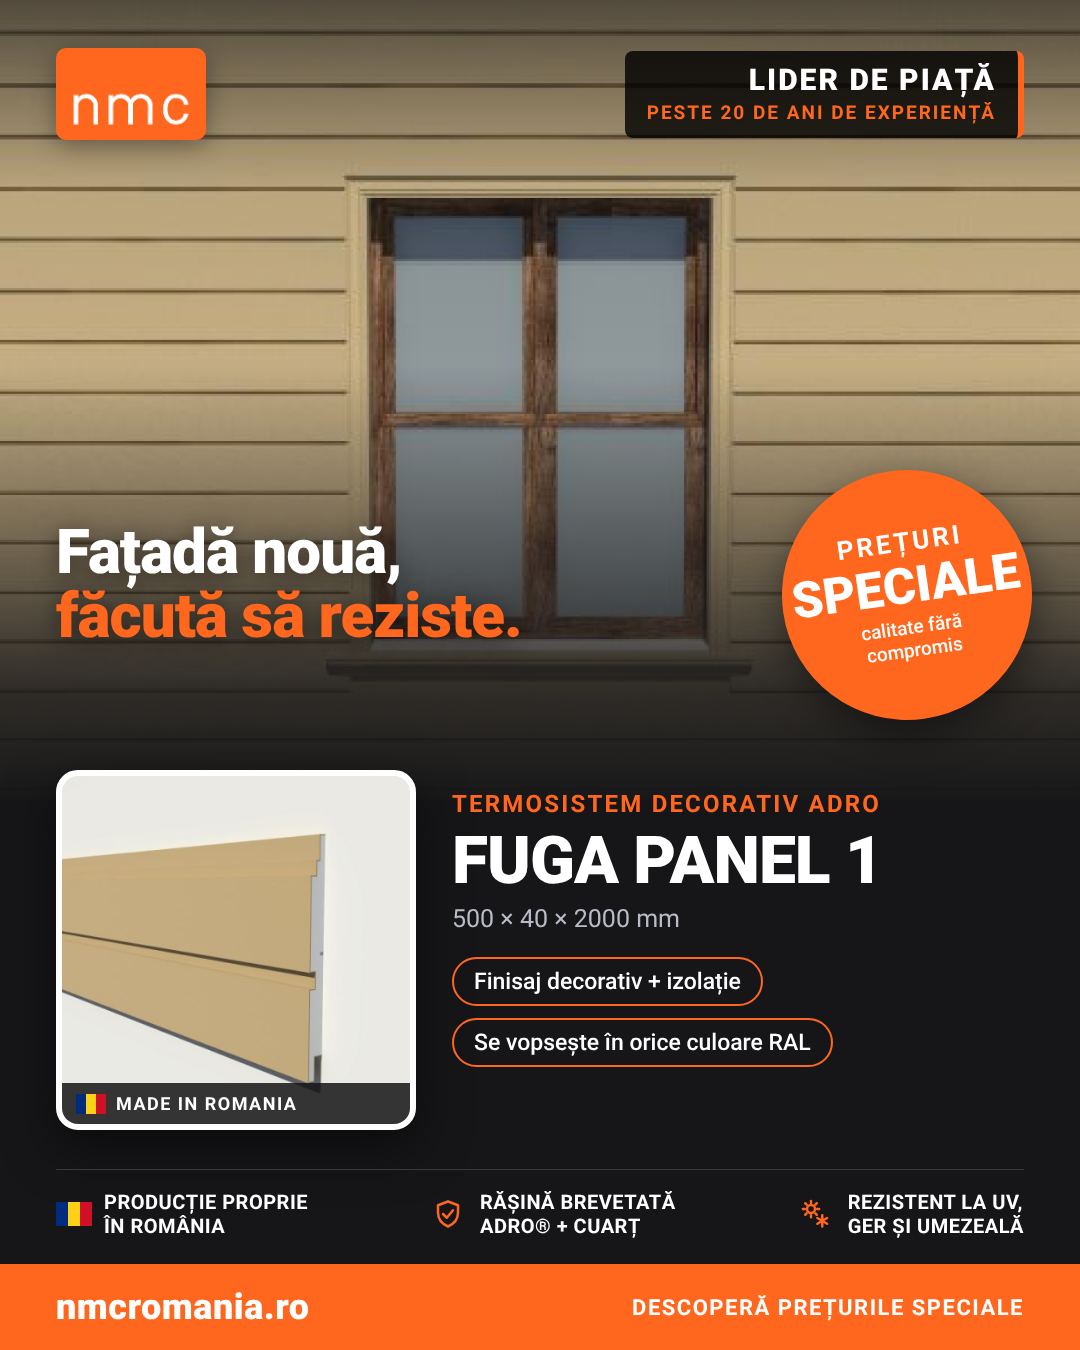 nmc
LIDER DE PIAȚĂ
PESTE 20 DE ANI DE EXPERIENȚĂ
Fațadă nouă,
făcută să reziste.
PREȚURI
SPECIALE
calitate fără
compromis
TERMOSISTEM DECORATIV ADRO
FUGA PANEL 1
500 × 40 × 2000 mm
Finisaj decorativ + izolație
Se vopsește în orice culoare RAL
MADE IN ROMANIA
PRODUCȚIE PROPRIE
ÎN ROMÂNIA
RĂȘINĂ BREVETATĂ
ADRO® + CUARȚ
REZISTENT LA UV,
GER ȘI UMEZEALĂ
nmcromania.ro
DESCOPERĂ PREȚURILE SPECIALE